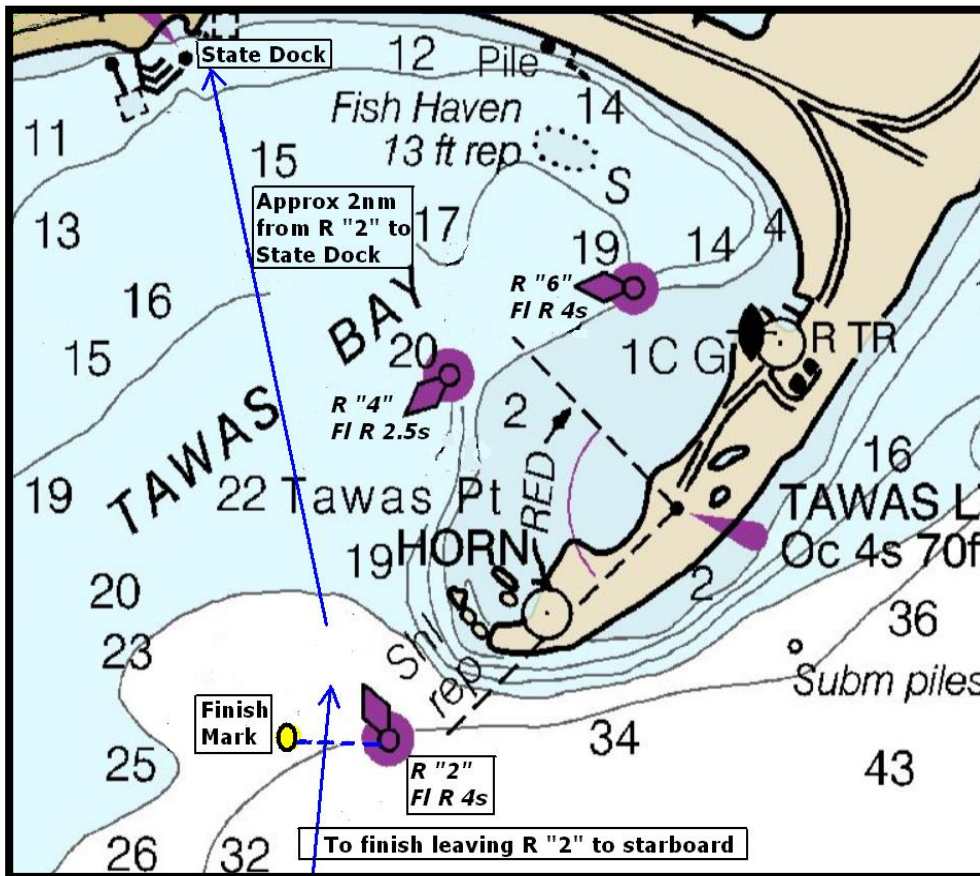 State Dock
12
Pile
Fish Haven
13 ft rep
14
11
15
S
Approx 2nm
from R "2" to
State Dock
13
17
19
14
4
R "6"
Fl R 4s
16
BAY
15
20
1C G
R TR
R "4"
Fl R 2.5s
2
TAWAS
RED
16
19
22
Tawas Pt
HORN
19
TAWAS L
Oc 4s 70f
2
20
36
23
Shl
rep
Subm piles
Finish
Mark
34
25
R "2"
Fl R 4s
43
To finish leaving R "2" to starboard
26
32